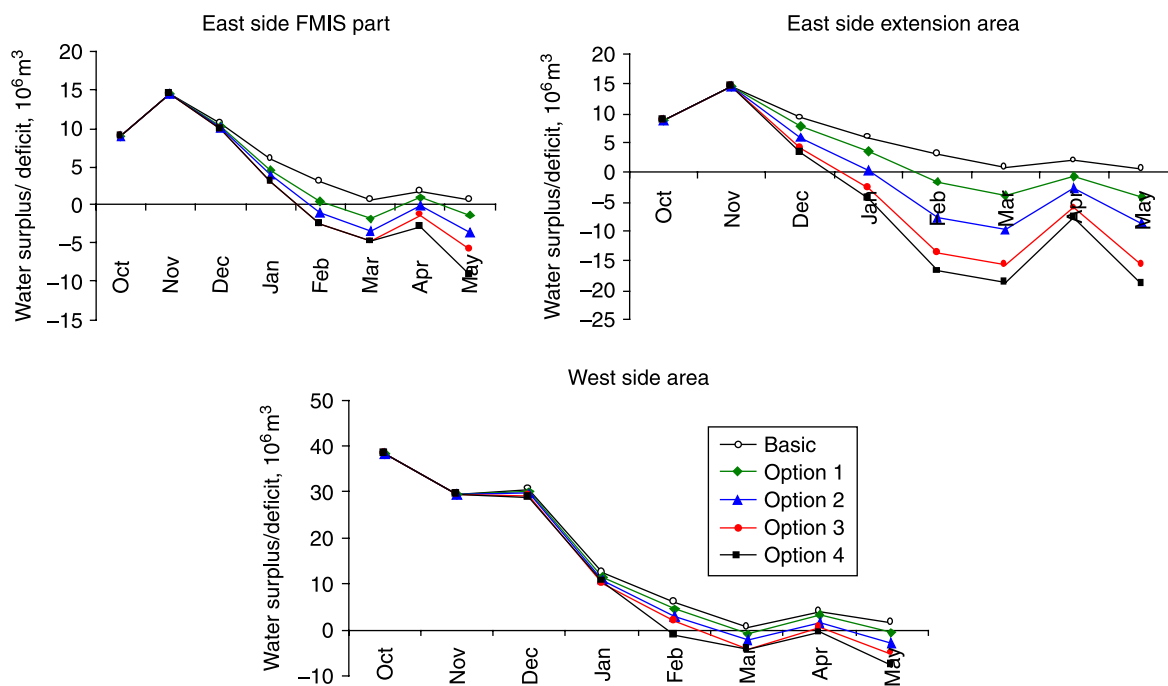 East side FMIS part
Water surplus/ deficit, 10⁶m³
20
15
10
5
0
−5
−10
−15
Oct
Nov
Dec
Jan
Feb
Mar
Apr
May
East side extension area
Water surplus/deficit, 10⁶m³
20
15
10
5
0
−5
−10
−15
−20
−25
Oct
Nov
Dec
Jan
Feb
Mar
Apr
May
West side area
Water surplus/deficit, 10⁶m³
50
40
30
20
10
0
−10
Oct
Nov
Dec
Jan
Feb
Mar
Apr
May
Basic
Option 1
Option 2
Option 3
Option 4